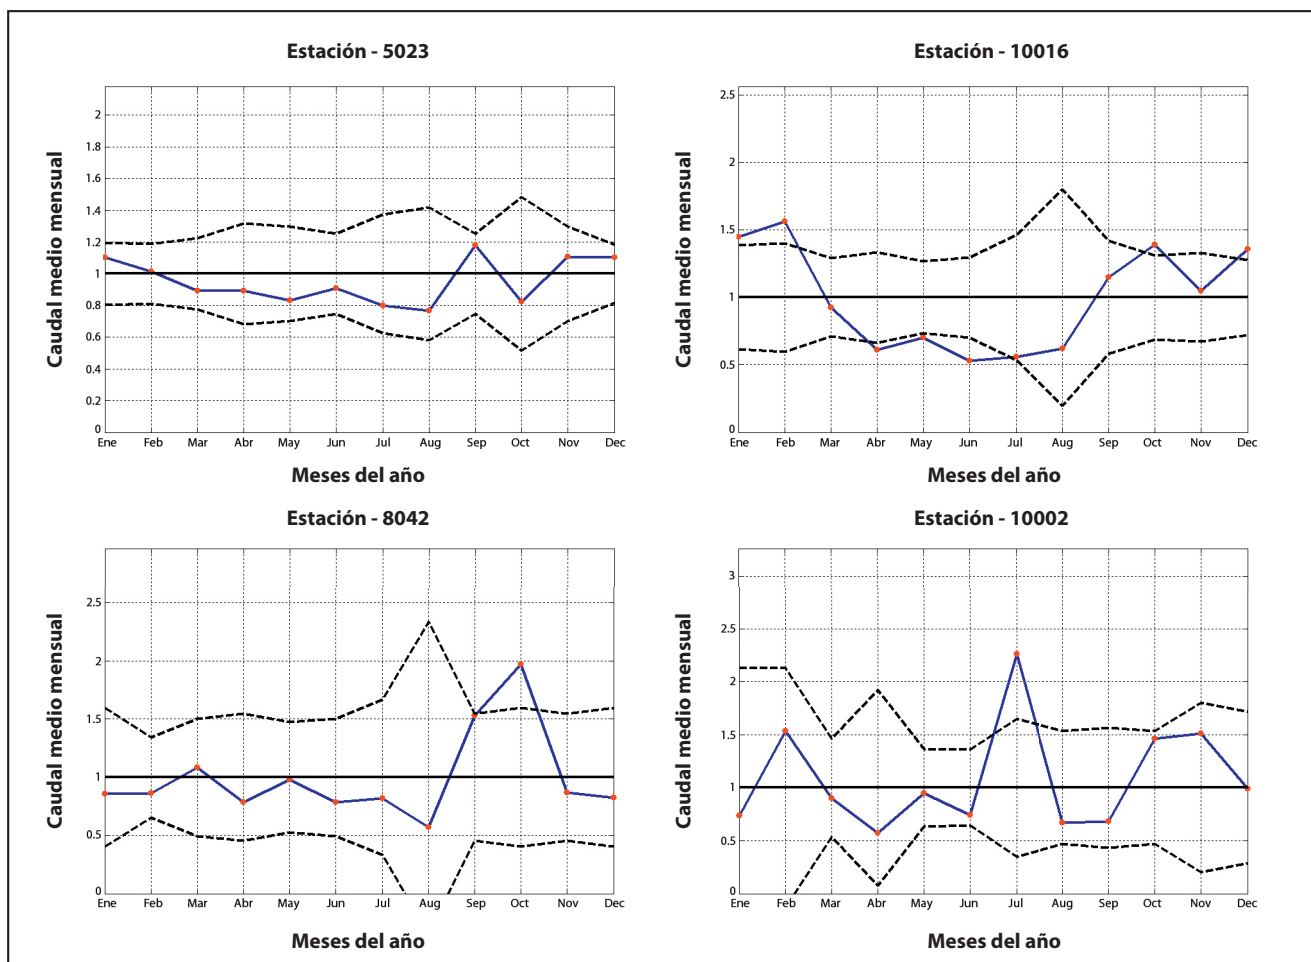 Estación - 5023
Caudal medio mensual
2
1.8
1.6
1.4
1.2
1
0.8
0.6
0.4
0.2
0
Ene Feb Mar Abr May Jun Jul Aug Sep Oct Nov Dec
Meses del año
Estación - 10016
Caudal medio mensual
2.5
2
1.5
1
0.5
0
Ene Feb Mar Abr May Jun Jul Aug Sep Oct Nov Dec
Meses del año
Estación - 8042
Caudal medio mensual
2.5
2
1.5
1
0.5
0
Ene Feb Mar Abr May Jun Jul Aug Sep Oct Nov Dec
Meses del año
Estación - 10002
Caudal medio mensual
3
2.5
2
1.5
1
0.5
0
Ene Feb Mar Abr May Jun Jul Aug Sep Oct Nov Dec
Meses del año